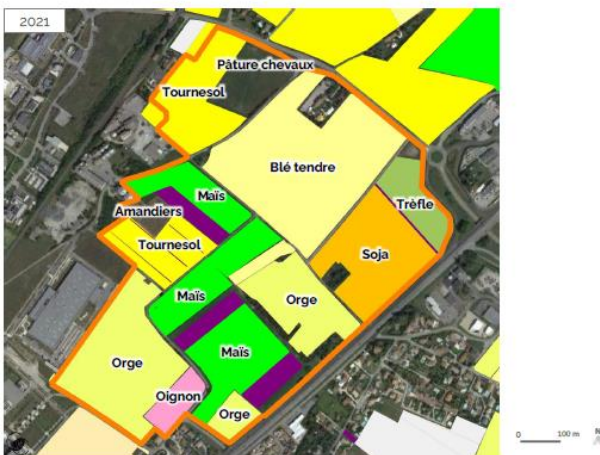 2021
Pâture chevaux
Tournesol
Blé tendre
Trèfle
Maïs
Amandiers
Tournesol
Soja
Maïs
Orge
Maïs
Orge
Oignon
Orge
0 100 m N